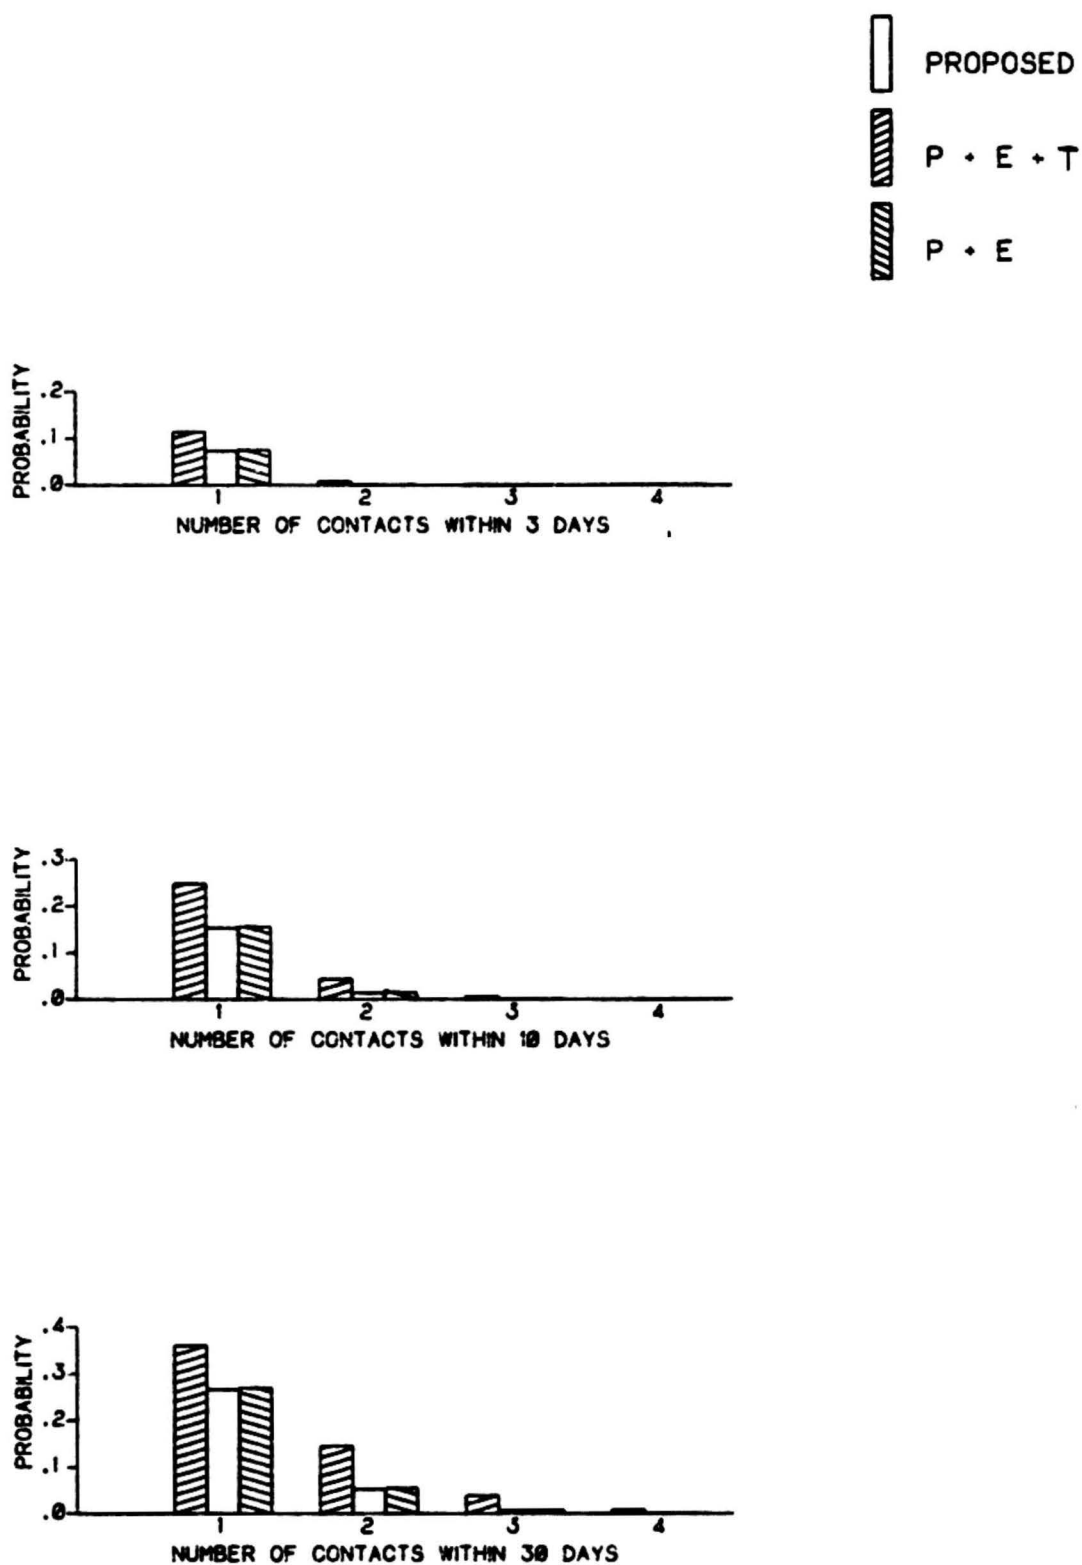 PROPOSED
P + E + T
P + E
PROBABILITY
.2
.1
.0
1 2 3 4
NUMBER OF CONTACTS WITHIN 3 DAYS
PROBABILITY
.3
.2
.1
.0
1 2 3 4
NUMBER OF CONTACTS WITHIN 10 DAYS
PROBABILITY
.4
.3
.2
.1
.0
1 2 3 4
NUMBER OF CONTACTS WITHIN 30 DAYS